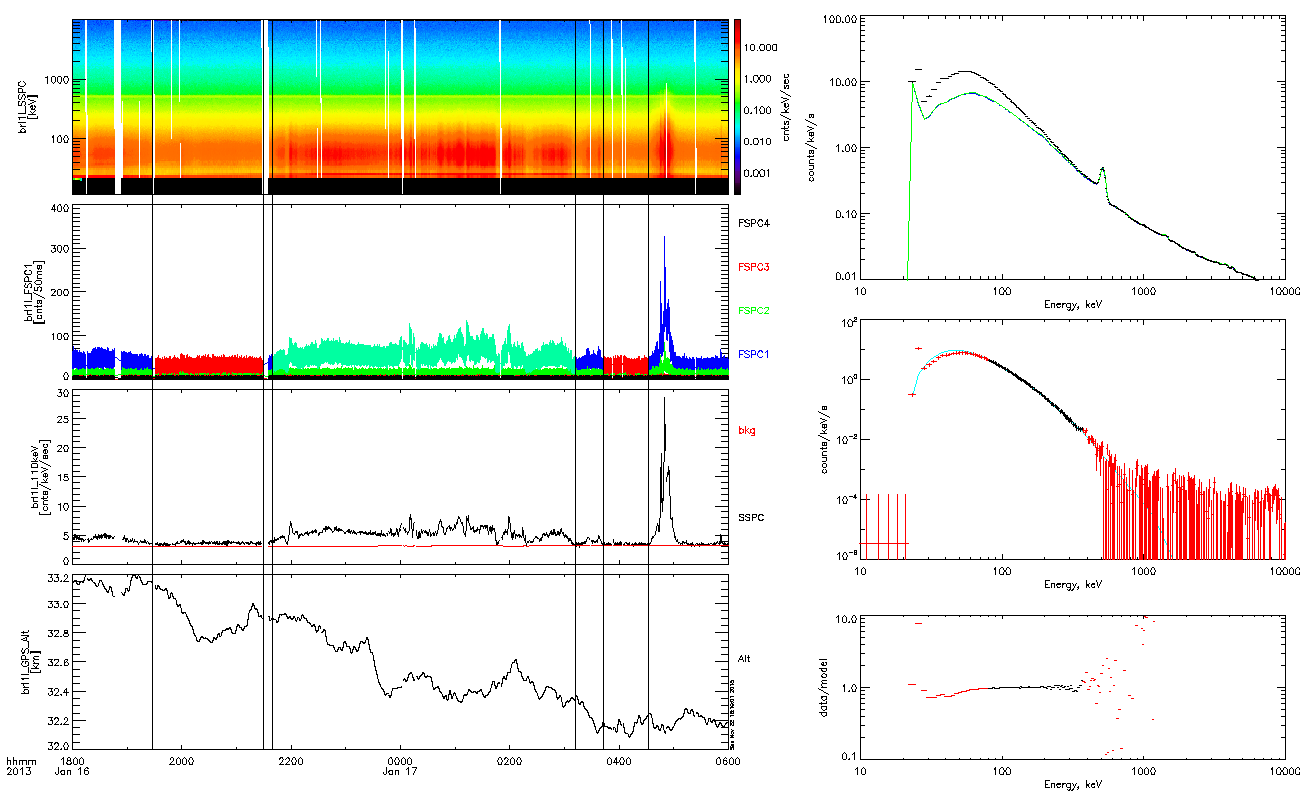 brl1L_SSPC
[keV]
1000
100
10.000
1.000
0.100
0.010
0.001
cnts/keV/sec
brl1L_FSPC1
[cnts/50ms]
400
300
200
100
0
FSPC4
FSPC3
FSPC2
FSPC1
brl1L_110keV
[cnts/keV/sec]
30
25
20
15
10
5
0
bkg
SSPC
brl1L_GPS_Alt
[km]
33.2
33.0
32.8
32.6
32.4
32.2
32.0
Alt
hhmm
2013
1800 2000 2200 0000 0200 0400 0600
Jan 16 Jan 17
counts/keV/s
100.00
10.00
1.00
0.10
0.01
10 100 1000 10000
Energy, keV
counts/keV/s
10²
10⁰
10⁻²
10⁻⁴
10 100 1000 10000
Energy, keV
data/model
10.0
1.0
0.1
10 100 1000 10000
Energy, keV